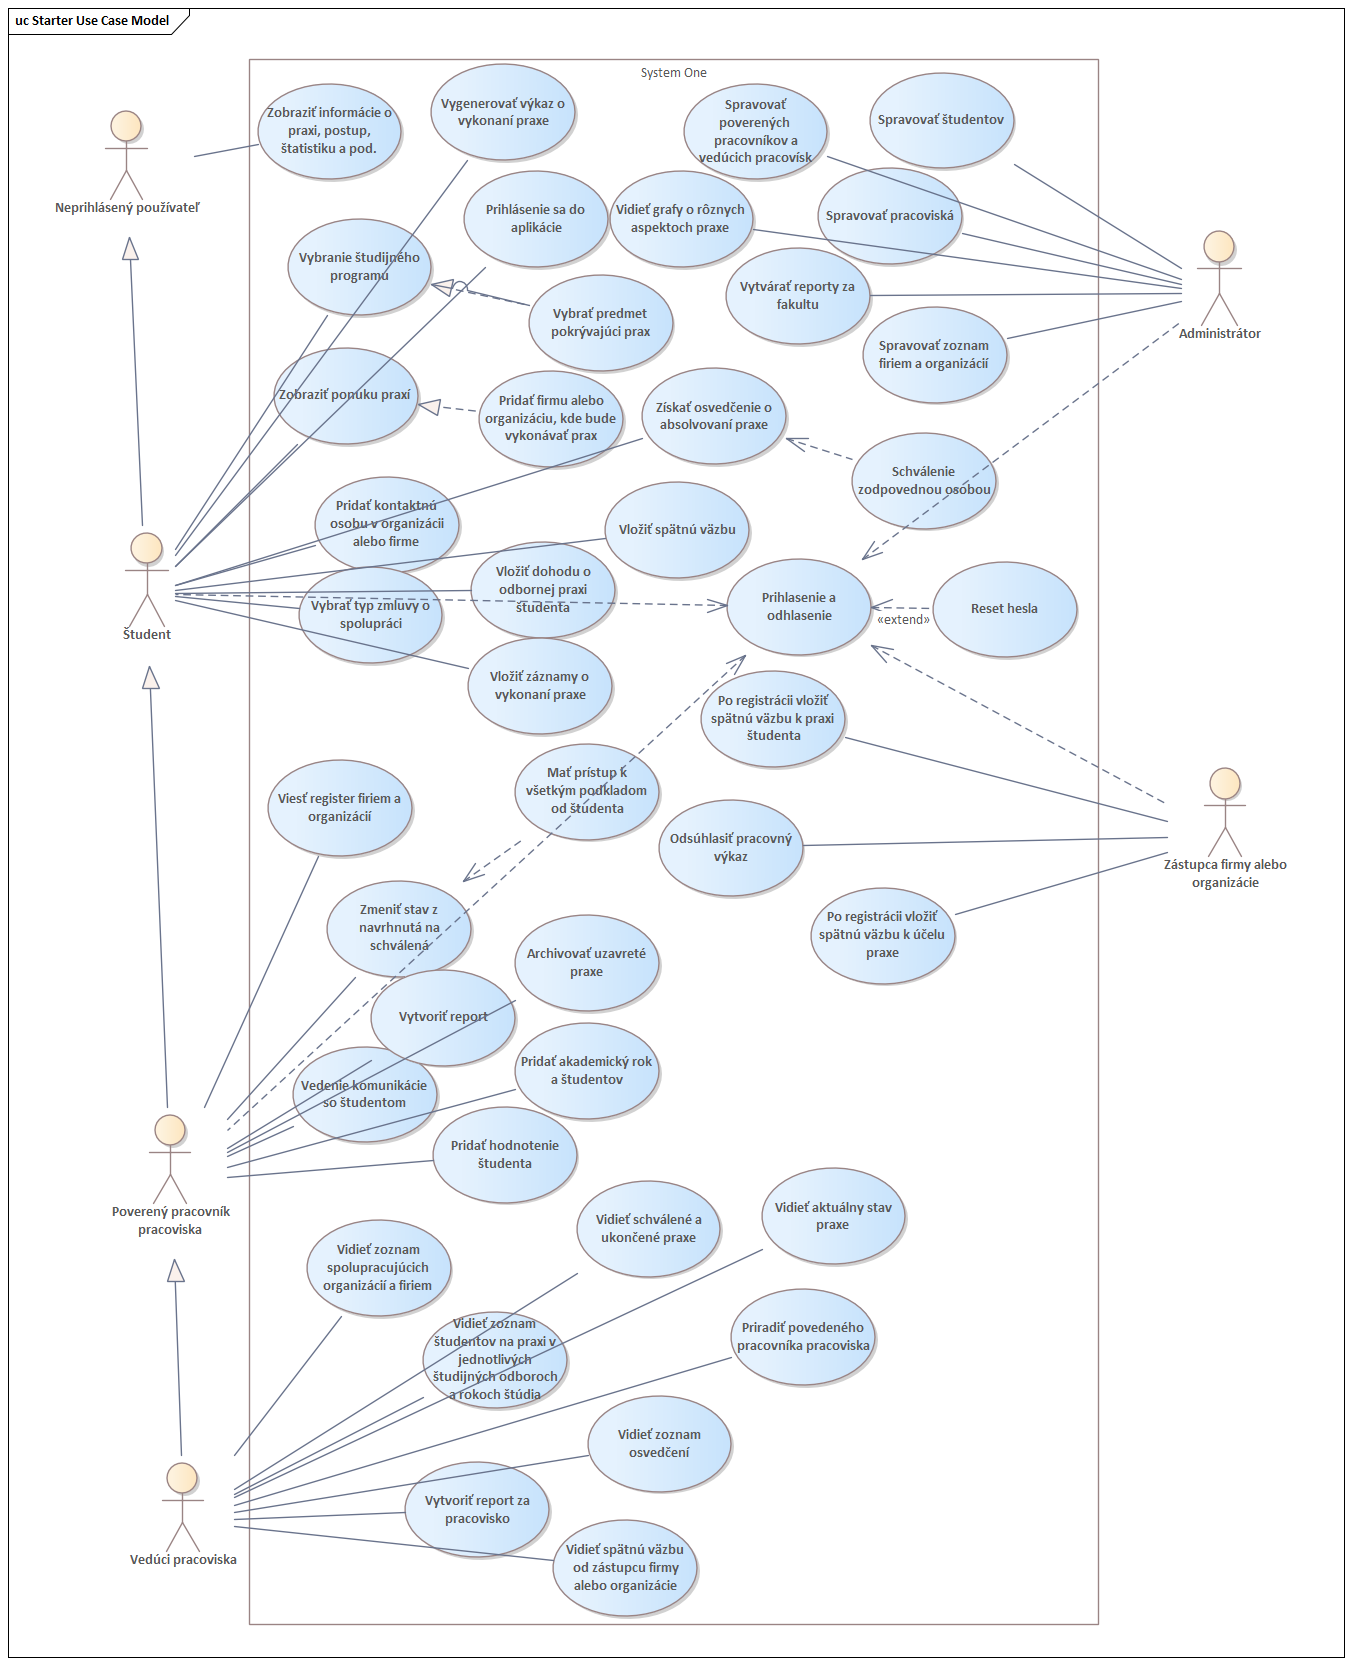 uc Starter Use Case Model
System One
Zobraziť informácie o
praxi, postup,
štatistiku a pod.
Vygenerovať výkaz o
vykonaní praxe
Spravovať
poverených
pracovníkov a
vedúcich pracovísk
Spravovať študentov
Neprihlásený používateľ
Prihlásenie sa do
aplikácie
Vidieť grafy o rôznych
aspektoch praxe
Spravovať pracoviská
Vybranie študijného
programu
Vytvárať reporty za
fakultu
Administrátor
Vybrať predmet
pokrývajúci prax
Spravovať zoznam
firiem a organizácií
Zobraziť ponuku praxí
Pridať firmu alebo
organizáciu, kde bude
vykonávať prax
Získať osvedčenie o
absolvovaní praxe
Schválenie
zodpovednou osobou
Pridať kontaktnú
osobu v organizácii
alebo firme
Vložiť spätnú väzbu
Vložiť dohodu o
odbornej praxi
študenta
Vybrať typ zmluvy o
spolupráci
Prihlasenie a
odhlasenie
«extend»
Reset hesla
Študent
Vložiť záznamy o
vykonaní praxe
Po registrácii vložiť
spätnú väzbu k praxi
študenta
Mať prístup k
všetkým podkladom
od študenta
Viesť register firiem a
organizácií
Odsúhlasiť pracovný
výkaz
Zástupca firmy alebo
organizácie
Zmeniť stav z
navrhnutá na
schválená
Po registrácii vložiť
spätnú väzbu k účelu
praxe
Archivovať uzavreté
praxe
Vytvoriť report
Pridať akademický rok
a študentov
Vedenie komunikácie
so študentom
Pridať hodnotenie
študenta
Poverený pracovník
pracoviska
Vidieť schválené a
ukončené praxe
Vidieť aktuálny stav
praxe
Vidieť zoznam
spolupracujúcich
organizácií a firiem
Vidieť zoznam
študentov na praxi v
jednotlivých
študijných odboroch
a rokoch štúdia
Priradiť povedeného
pracovníka pracoviska
Vidieť zoznam
osvedčení
Vytvoriť report za
pracovisko
Vedúci pracoviska
Vidieť spätnú väzbu
od zástupcu firmy
alebo organizácie